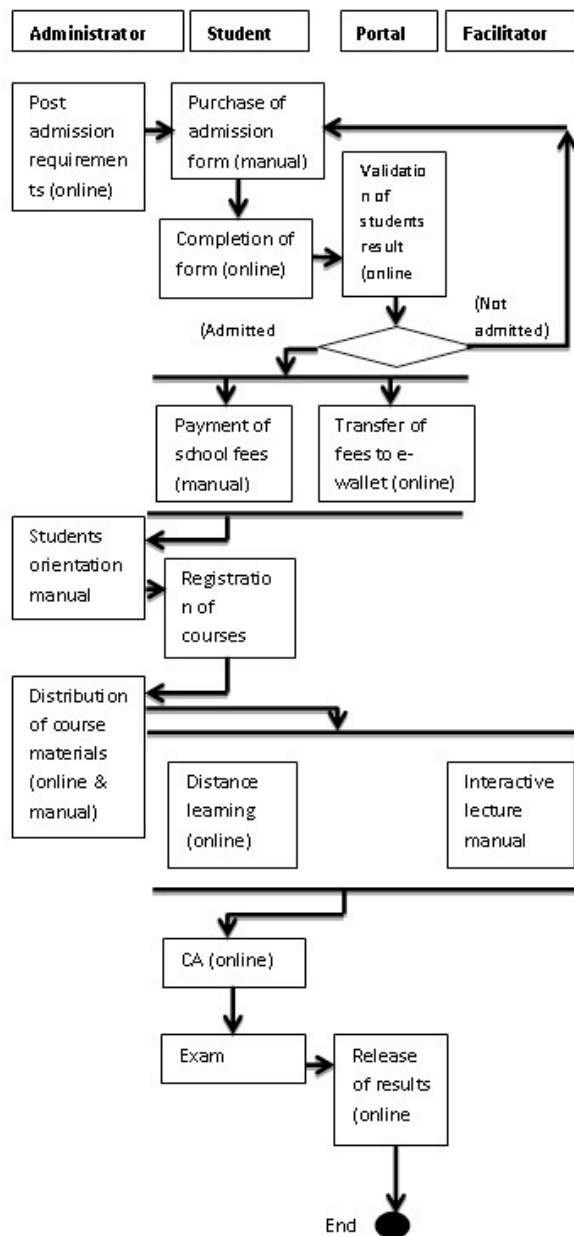 Administrator
Student
Portal
Facilitator
Post
admission
requiremen
ts (online)
Purchase of
admission
form (manual)
Validatio
n of
students
result
(online
Completion of
form (online)
(Admitted
(Not
admitted)
Payment of
school fees
(manual)
Transfer of
fees to e-
wallet (online)
Students
orientation
manual
Registratio
n of
courses
Distribution
of course
materials
(online &
manual)
Distance
learning
(online)
Interactive
lecture
manual
CA (online)
Exam
Release
of results
(online
End